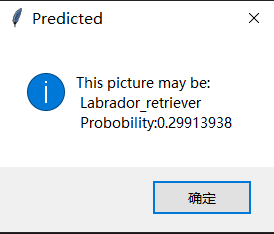 Predicted
This picture may be:
Labrador_retriever
Probobility:0.29913938
确定